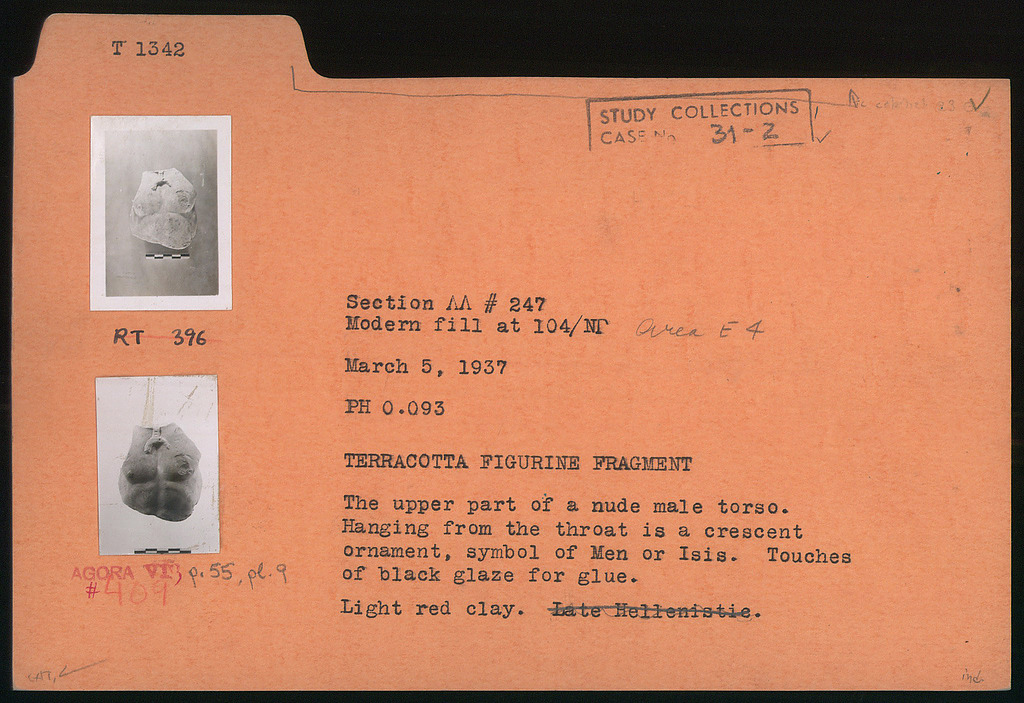 T 1342
STUDY COLLECTIONS
CASE No 31-2
RT 396
Section ΛΛ # 247
Modern fill at 104/ΝΓ area E 4
March 5, 1937
PH 0.093
TERRACOTTA FIGURINE FRAGMENT
The upper part of a nude male torso.
Hanging from the throat is a crescent
ornament, symbol of Men or Isis. Touches
of black glaze for glue.
Light red clay. Late Hellenistic.
AGORA VI, p. 55, pl. 9
# 409